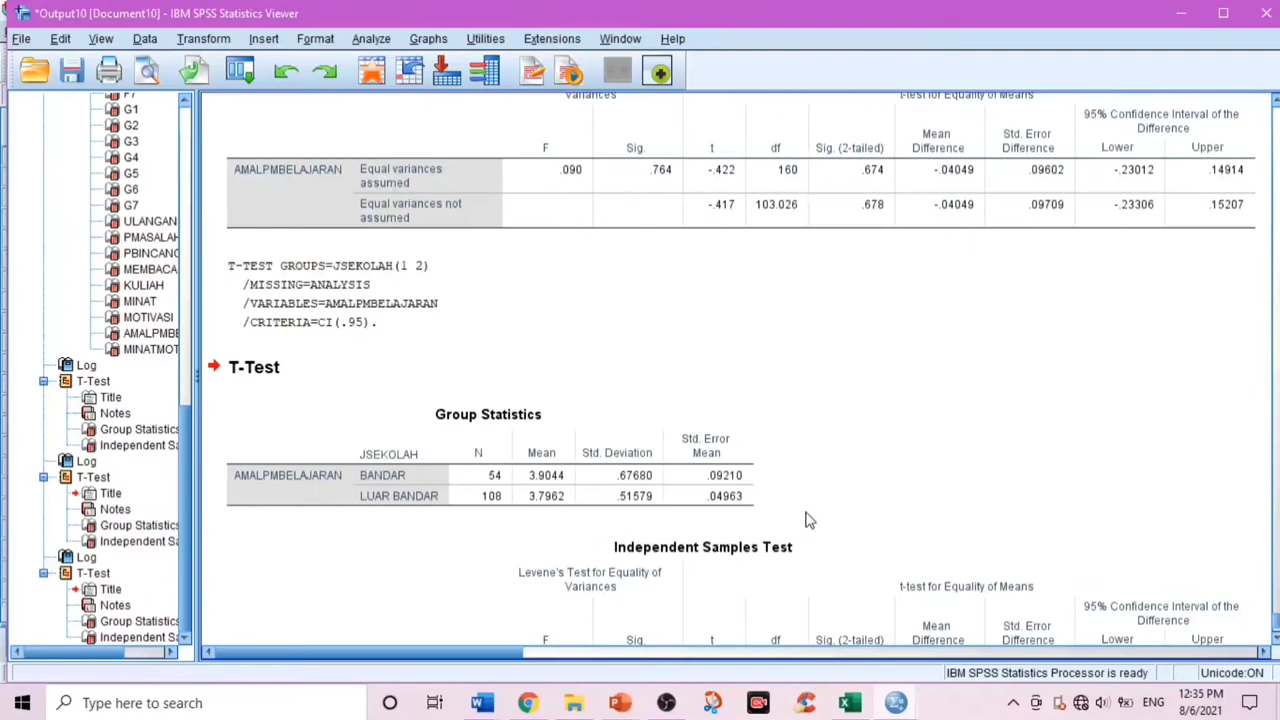 *Output10 [Document10] - IBM SPSS Statistics Viewer
File Edit View Data Transform Insert Format Analyze Graphs Utilities Extensions Window Help
G1
G2
G3
G4
G5
G6
G7
ULANGAN
PMASALAH
PBINCANG
MEMBACA
KULIAH
MINAT
MOTIVASI
AMALPMBE
MINATMOT
Log
T-Test
Title
Notes
Group Statistics
Independent Sa
Log
T-Test
Title
Notes
Group Statistics
Independent Sa
Log
T-Test
Title
Notes
Group Statistics
Independent Sa
Variances t-test for Equality of Means
95% Confidence Interval of the
Difference
Mean Std. Error
F Sig. t df Sig. (2-tailed) Difference Difference Lower Upper
AMALPMBELAJARAN Equal variances assumed .090 .764 -.422 160 .674 -.04049 .09602 -.23012 .14914
Equal variances not assumed -.417 103.026 .678 -.04049 .09709 -.23306 .15207
T-TEST GROUPS=JSEKOLAH(1 2)
/MISSING=ANALYSIS
/VARIABLES=AMALPMBELAJARAN
/CRITERIA=CI(.95).
T-Test
Group Statistics
JSEKOLAH N Mean Std. Deviation Std. Error Mean
AMALPMBELAJARAN BANDAR 54 3.9044 .67680 .09210
LUAR BANDAR 108 3.7962 .51579 .04963
Independent Samples Test
Levene's Test for Equality of
Variances t-test for Equality of Means
95% Confidence Interval of the
Difference
Mean Std. Error
F Sig. t df Sig. (2-tailed) Difference Difference Lower Upper
IBM SPSS Statistics Processor is ready Unicode:ON
Type here to search
ENG
12:35 PM
8/6/2021